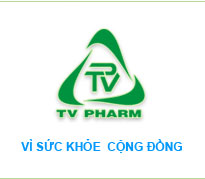 TV
TV PHARM
VÌ SỨC KHỎE CỘNG ĐỒNG